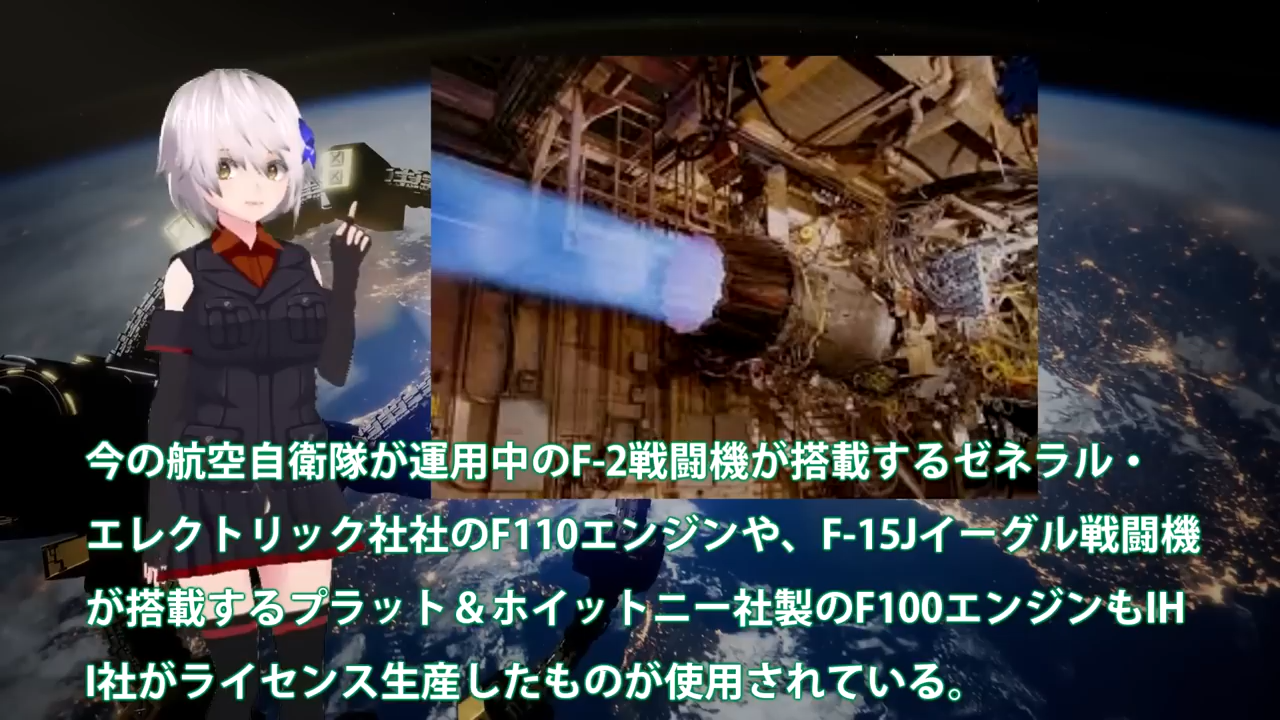 今の航空自衛隊が運用中のF-2戦闘機が搭載するゼネラル・
エレクトリック社社のF110エンジンや、F-15Jイーグル戦闘機
が搭載するプラット＆ホイットニー社製のF100エンジンもIH
I社がライセンス生産したものが使用されている。